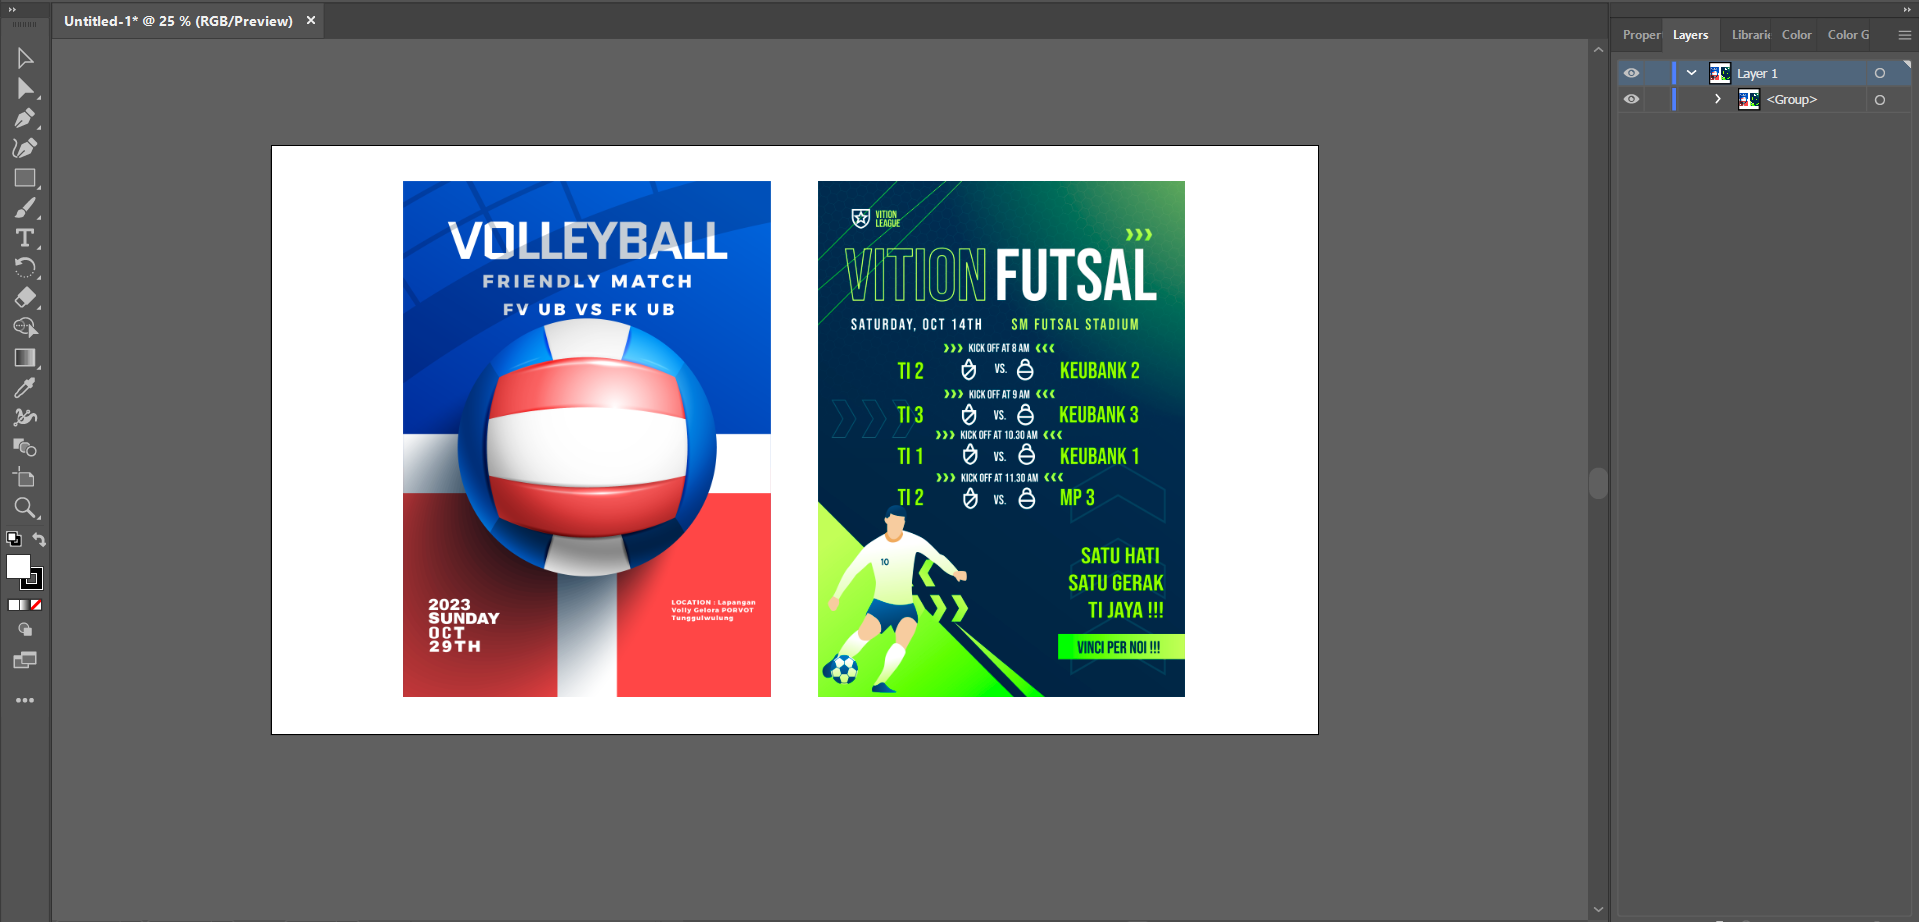 Untitled-1* @ 25 % (RGB/Preview)
Layers
Color
Color G
Layer 1
<Group>
VOLLEYBALL
FRIENDLY MATCH
FV UB VS FK UB
2023
SUNDAY
OCT
29TH
LOCATION : Lapangan
Volly Gelora PORVOT
Tunggulwulung
VITION
LEAGUE
VITION FUTSAL
SATURDAY, OCT 14TH SM FUTSAL STADIUM
KICK OFF AT 8 AM
TI 2 VS. KEUBANK 2
KICK OFF AT 9 AM
TI 3 VS. KEUBANK 3
KICK OFF AT 10.30 AM
TI 1 VS. KEUBANK 1
KICK OFF AT 11.30 AM
TI 2 VS. MP 3
10
SATU HATI
SATU GERAK
TI JAYA !!!
VINCI PER NOI !!!